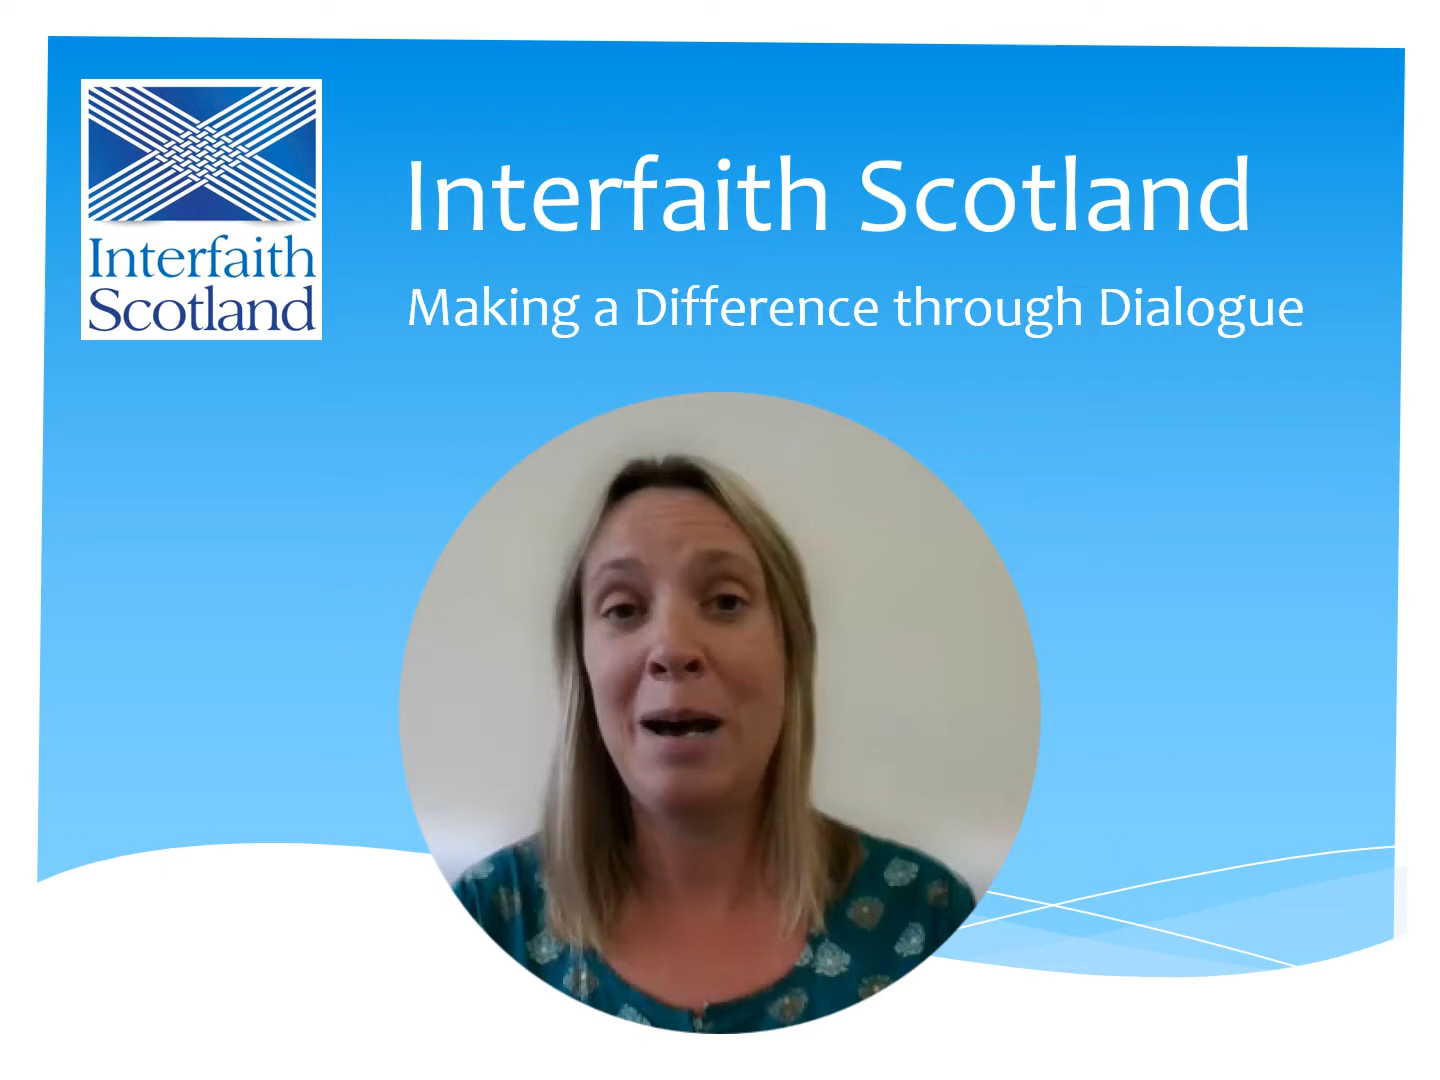 Interfaith
Scotland
Interfaith Scotland
Making a Difference through Dialogue